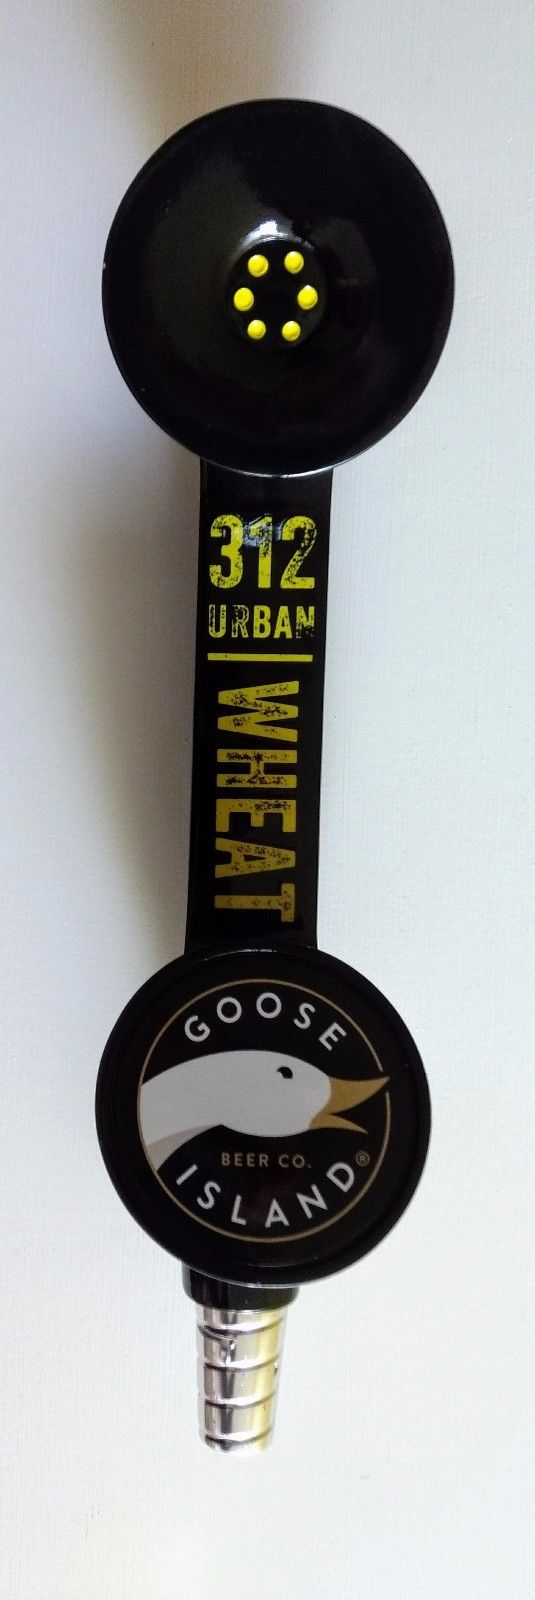 312
URBAN
WHEAT
GOOSE
BEER CO.
ISLAND®